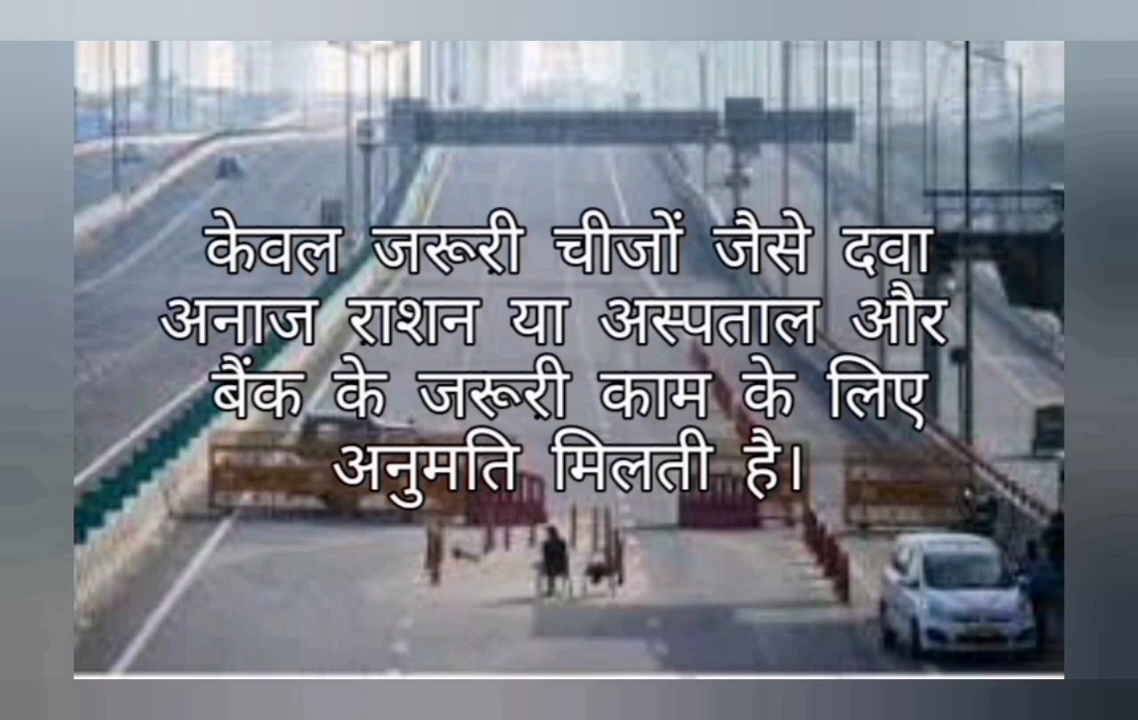 केवल जरूरी चीजों जैसे दवा
अनाज राशन या अस्पताल और
बैंक के जरूरी काम के लिए
अनुमति मिलती है।